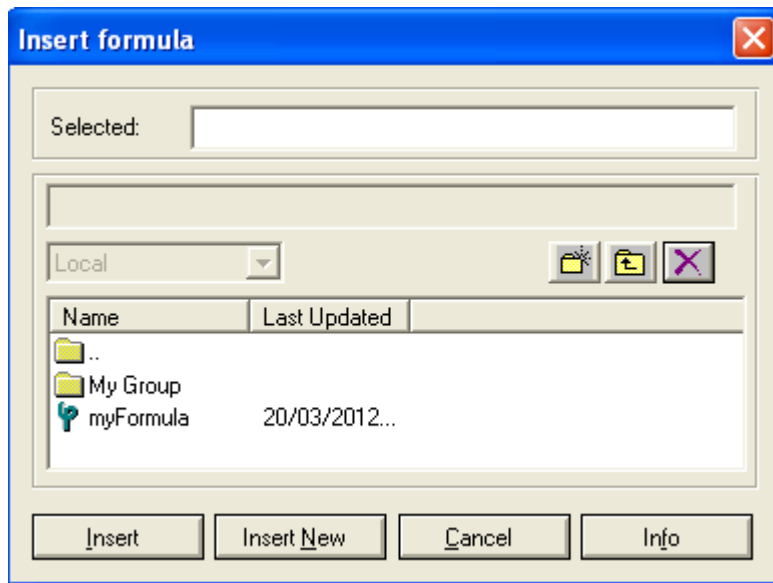 Insert formula
Selected:
Local
Name Last Updated
..
My Group
myFormula 20/03/2012...
Insert Insert New Cancel Info